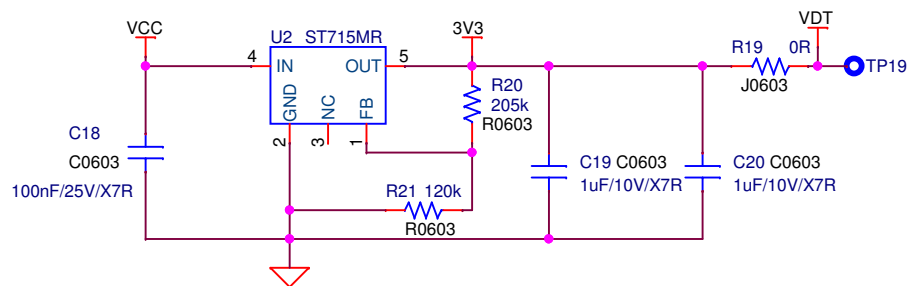 VCC
U2 ST715MR
3V3
VDT
4 IN OUT 5
R19 0R
TP19
J0603
GND NC FB
R20
205k
R0603
2 3 1
C18
C0603
100nF/25V/X7R
C19 C0603
1uF/10V/X7R
C20 C0603
1uF/10V/X7R
R21 120k
R0603